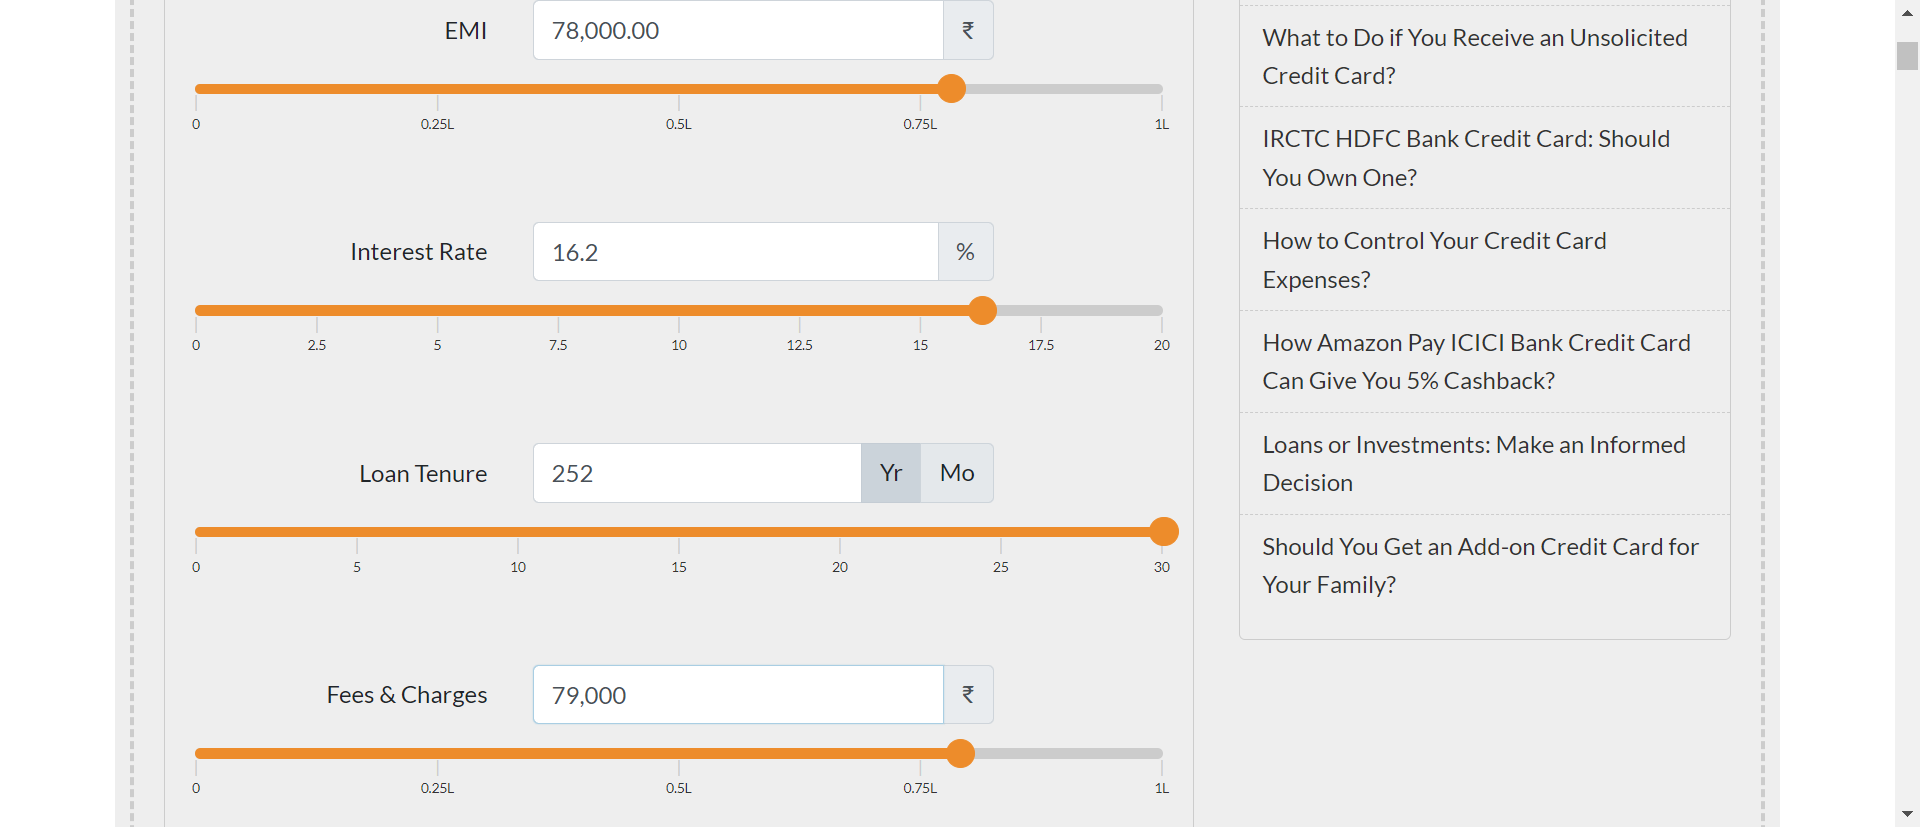 EMI 78,000.00 ₹
0 0.25L 0.5L 0.75L 1L
Interest Rate 16.2 %
0 2.5 5 7.5 10 12.5 15 17.5 20
Loan Tenure 252 Yr Mo
0 5 10 15 20 25 30
Fees & Charges 79,000 ₹
0 0.25L 0.5L 0.75L 1L
What to Do if You Receive an Unsolicited
Credit Card?
IRCTC HDFC Bank Credit Card: Should
You Own One?
How to Control Your Credit Card
Expenses?
How Amazon Pay ICICI Bank Credit Card
Can Give You 5% Cashback?
Loans or Investments: Make an Informed
Decision
Should You Get an Add-on Credit Card for
Your Family?